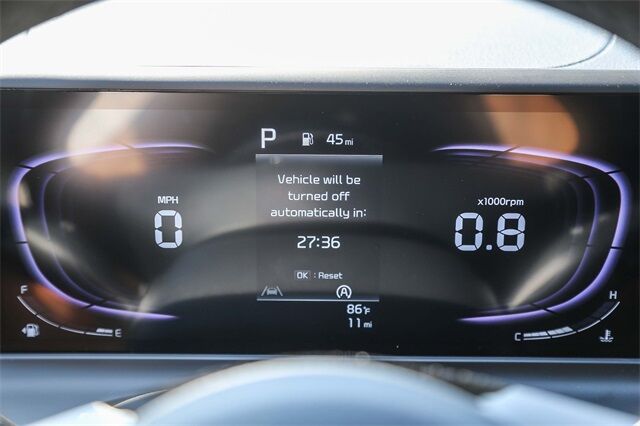 P 45 mi
Vehicle will be
turned off
automatically in:
MPH
0
x1000rpm
0.8
27:36
OK : Reset
A
F
E
86°F
11 mi
H
C